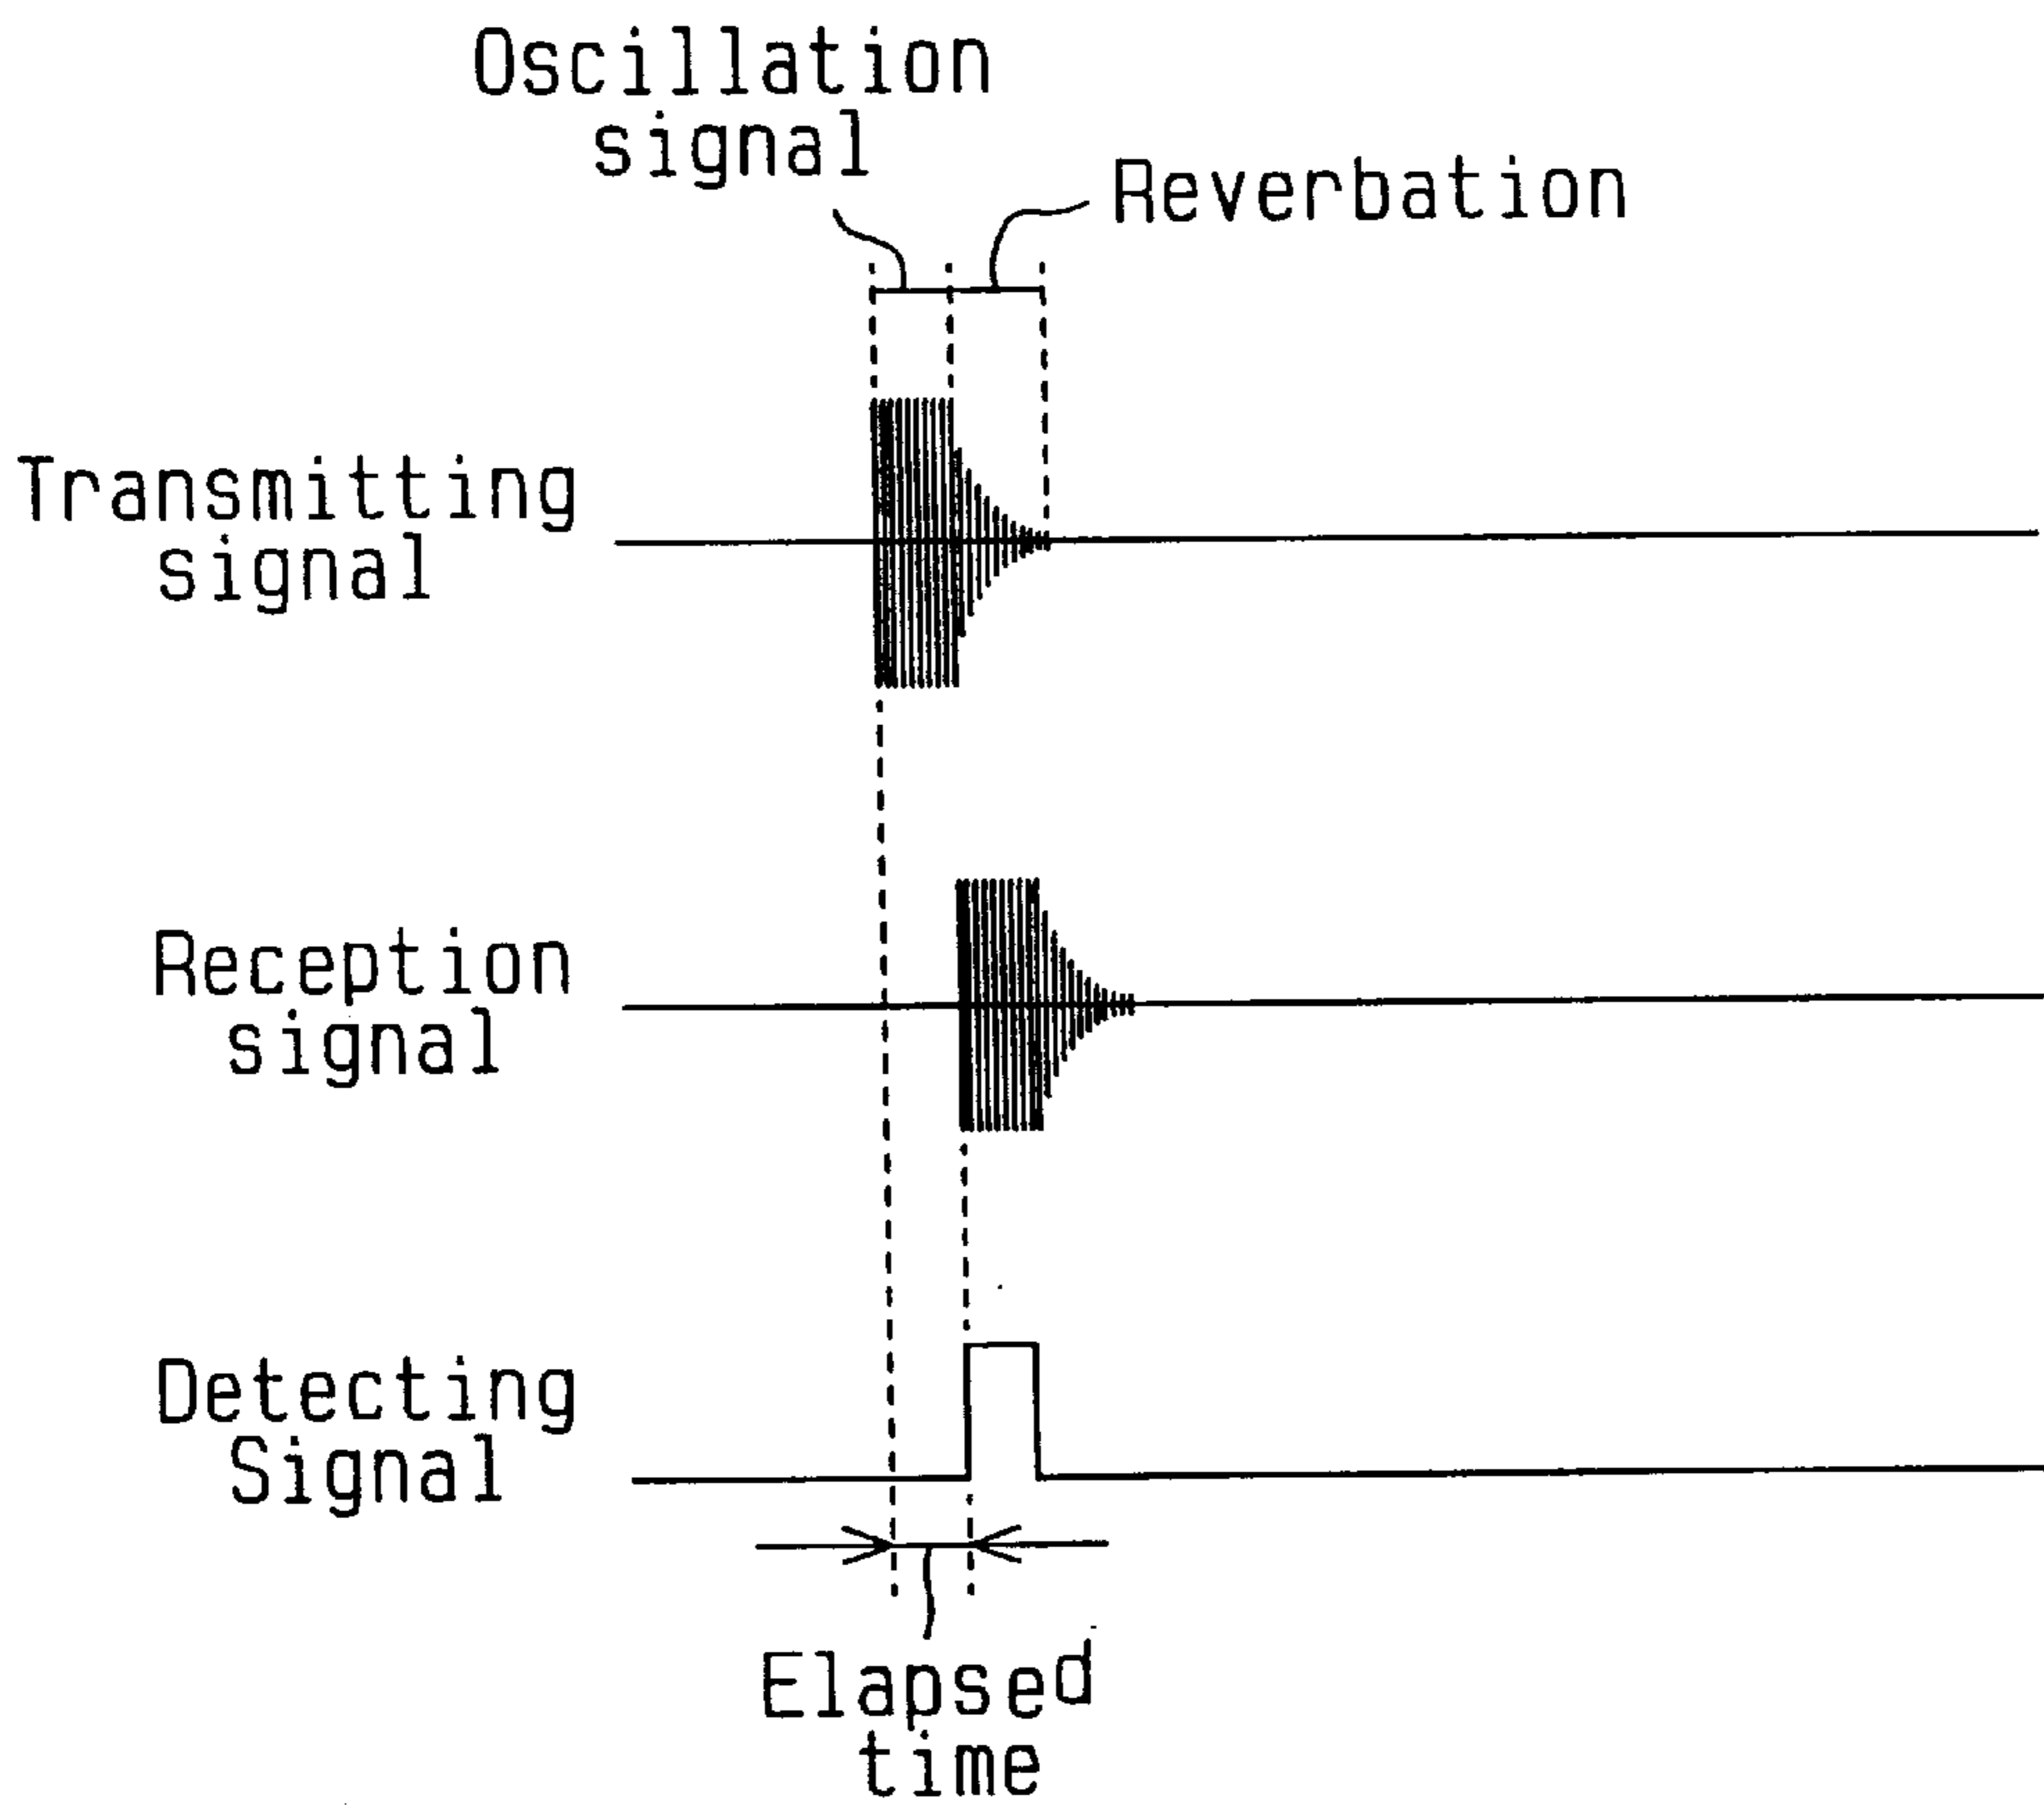 Oscillation
signal
Reverbation
Transmitting
signal
Reception
signal
Detecting
Signal
Elapsed
time